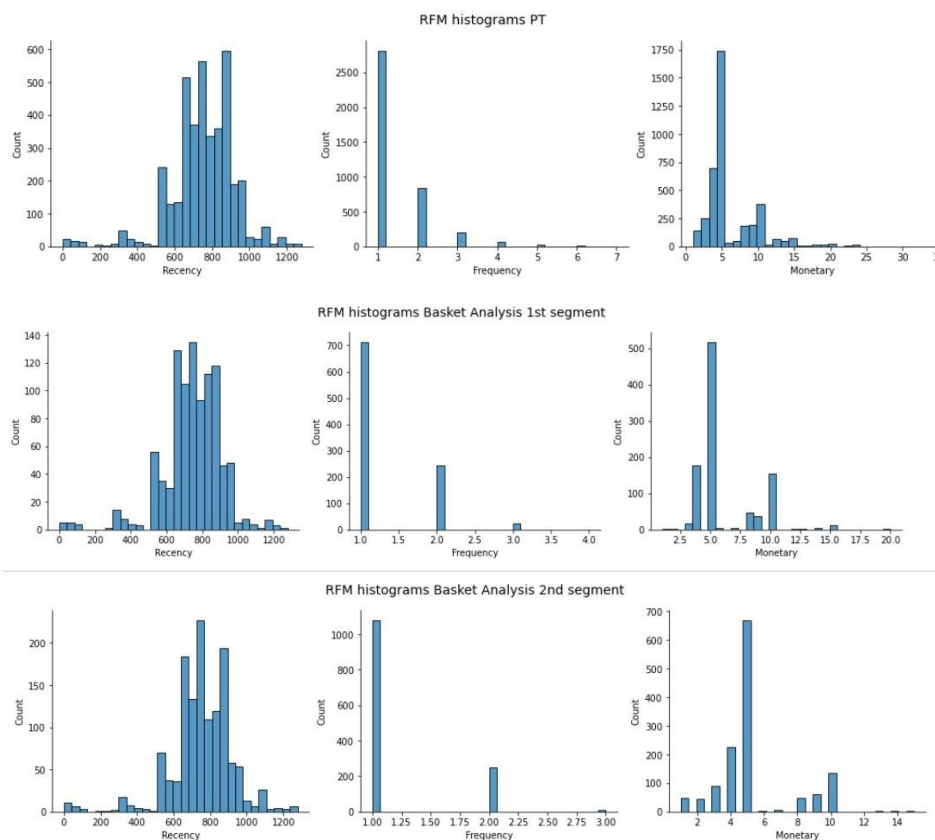 RFM histograms PT
600
500
400
300
200
100
0
Count
0 200 400 600 800 1000 1200
Recency
2500
2000
1500
1000
500
0
Count
1 2 3 4 5 6 7
Frequency
1750
1500
1250
1000
750
500
250
0
Count
0 5 10 15 20 25 30
Monetary
RFM histograms Basket Analysis 1st segment
140
120
100
80
60
40
20
0
Count
0 200 400 600 800 1000 1200
Recency
700
600
500
400
300
200
100
0
Count
1.0 1.5 2.0 2.5 3.0 3.5 4.0
Frequency
500
400
300
200
100
0
Count
2.5 5.0 7.5 10.0 12.5 15.0 17.5 20.0
Monetary
RFM histograms Basket Analysis 2nd segment
200
150
100
50
0
Count
0 200 400 600 800 1000 1200
Recency
1000
800
600
400
200
0
Count
1.00 1.25 1.50 1.75 2.00 2.25 2.50 2.75 3.00
Frequency
700
600
500
400
300
200
100
0
Count
2 4 6 8 10 12 14
Monetary